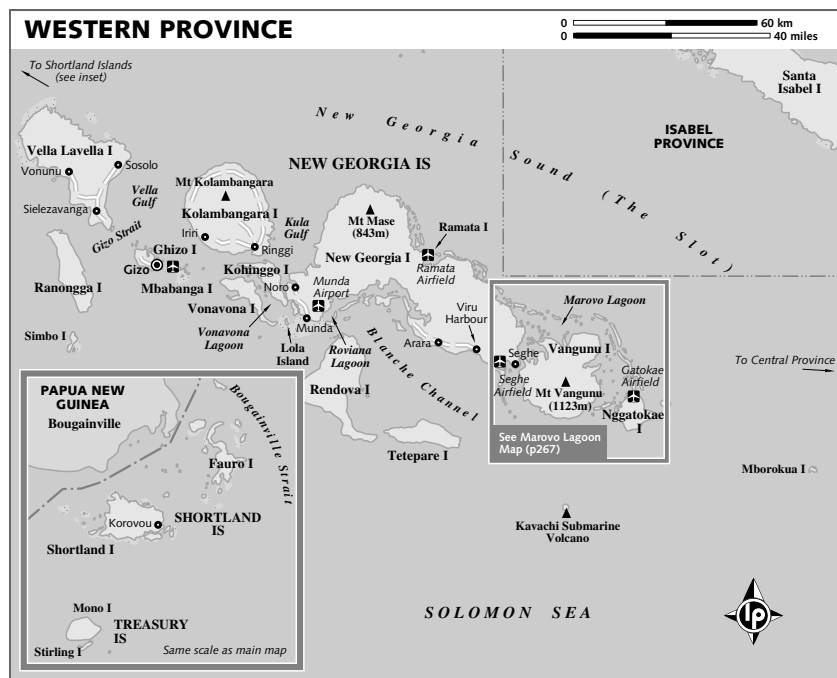 WESTERN PROVINCE
0 60 km
0 40 miles
To Shortland Islands
(see inset)
Santa
Isabel I
New Georgia Sound (The Slot)
ISABEL
PROVINCE
Vella Lavella I
Vonunu
Sosolo
Sielezavanga
Vella
Gulf
Gizo Strait
Mt Kolambangara
Kolambangara I
Iriri
Ringgi
NEW GEORGIA IS
Kula
Gulf
Mt Mase
(843m)
New Georgia I
Ramata I
Ramata
Airfield
Ghizo I
Gizo
Mbabanga I
Ranongga I
Simbo I
Kohinggo I
Noro
Munda
Airport
Vonavona I
Vonavona
Lagoon
Munda
Lola
Island
Roviana
Lagoon
Rendova I
Blanche Channel
Arara
Viru
Harbour
Tetepare I
Marovo Lagoon
Seghe
Seghe
Airfield
Vangunu I
Mt Vangunu
(1123m)
Gatokae
Airfield
Nggatokae
I
See Marovo Lagoon
Map (p267)
To Central Province
Mborokua I
Kavachi Submarine
Volcano
SOLOMON SEA
lp
PAPUA NEW
GUINEA
Bougainville
Bougainville Strait
Fauro I
Korovou
SHORTLAND
IS
Shortland I
Mono I
TREASURY
IS
Stirling I
Same scale as main map